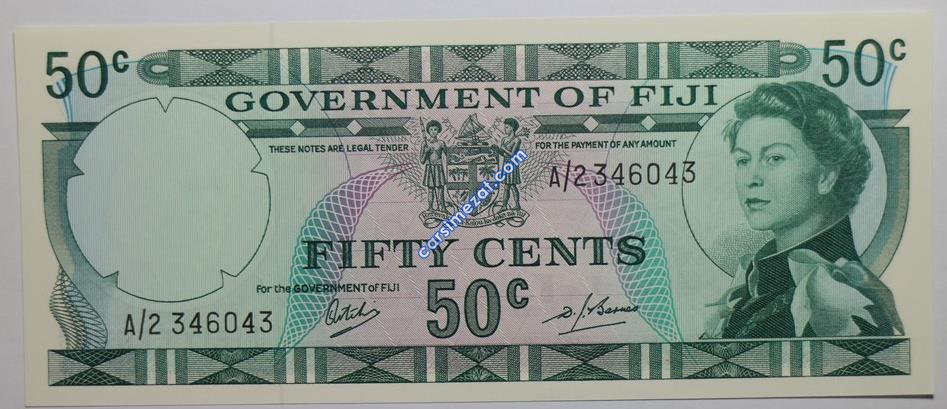 50c
50c
GOVERNMENT OF FIJI
THESE NOTES ARE LEGAL TENDER
FOR THE PAYMENT OF ANY AMOUNT
A/2 346043
carsimezat.com
FIFTY CENTS
For the GOVERNMENT of FIJI
A/2 346043
50c